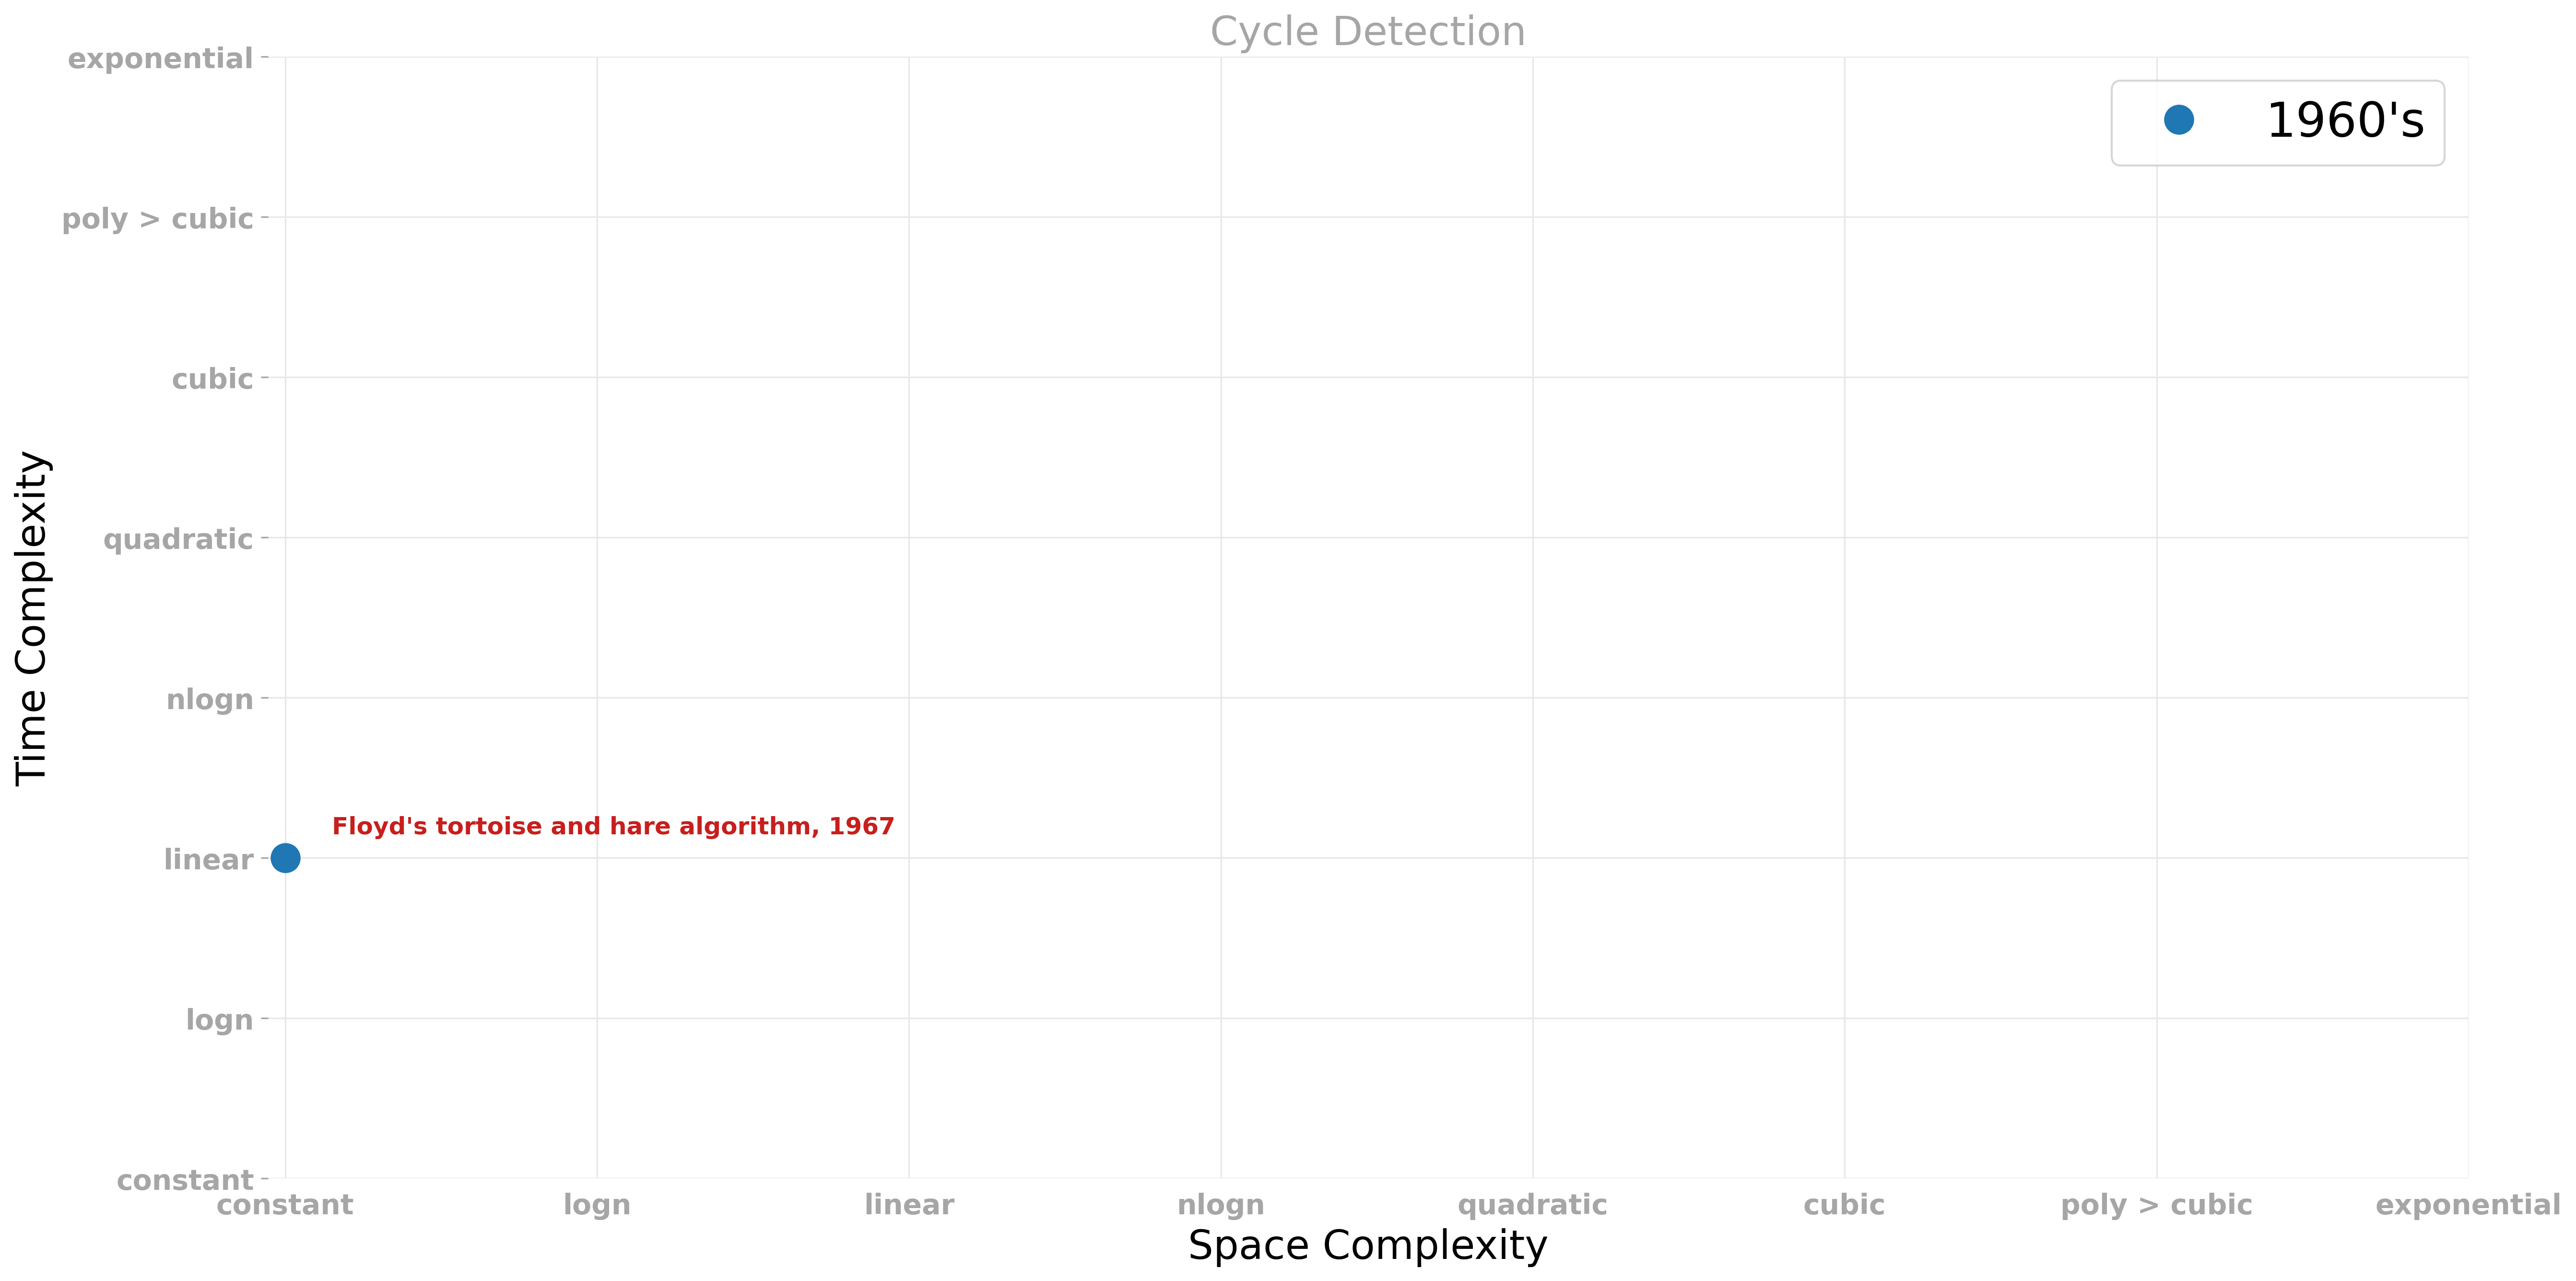 Cycle Detection
1960's
exponential
poly > cubic
cubic
quadratic
nlogn
linear
logn
constant
Time Complexity
Floyd's tortoise and hare algorithm, 1967
constant
logn
linear
nlogn
quadratic
cubic
poly > cubic
exponential
Space Complexity